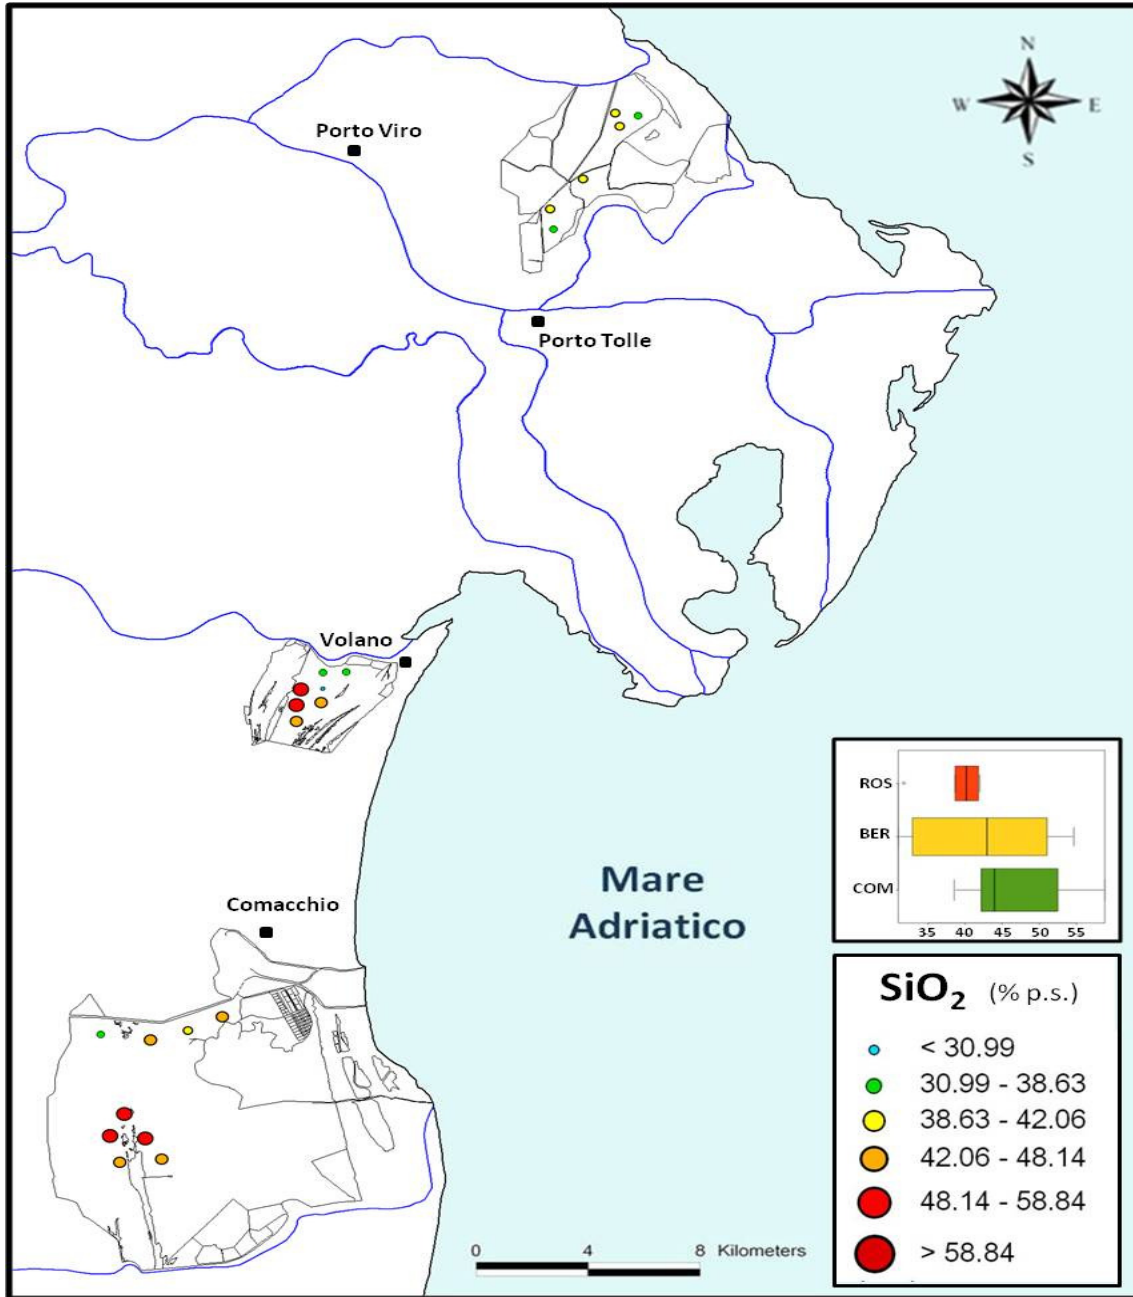 N
W E
S
Porto Viro
Porto Tolle
Volano
Comacchio
Mare
Adriatico
ROS
BER
COM
35 40 45 50 55
SiO₂ (% p.s.)
< 30.99
30.99 - 38.63
38.63 - 42.06
42.06 - 48.14
48.14 - 58.84
> 58.84
0 4 8 Kilometers